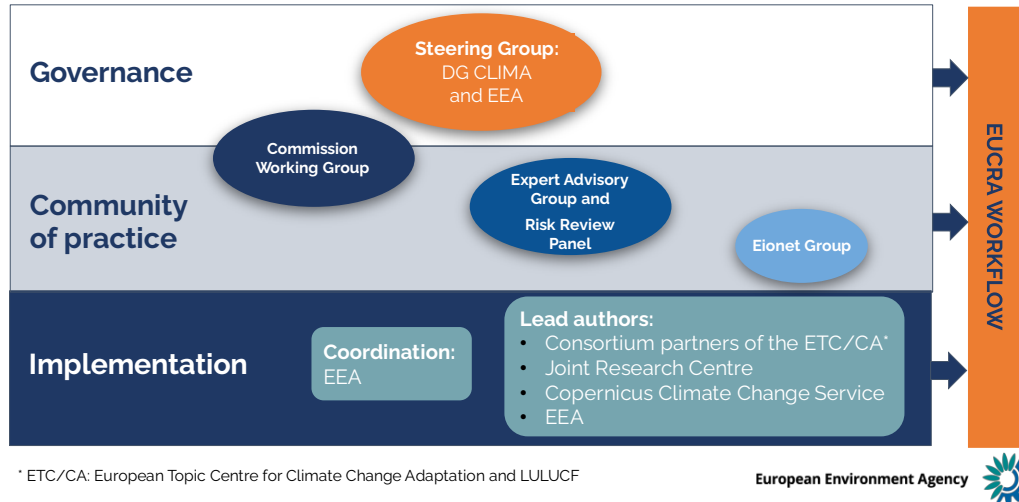 Governance
Steering Group:
DG CLIMA
and EEA
Commission
Working Group
Community
of practice
Expert Advisory
Group and
Risk Review
Panel
Eionet Group
Implementation
Coordination:
EEA
Lead authors:
• Consortium partners of the ETC/CA*
• Joint Research Centre
• Copernicus Climate Change Service
• EEA
EUCRA WORKFLOW
* ETC/CA: European Topic Centre for Climate Change Adaptation and LULUCF
European Environment Agency